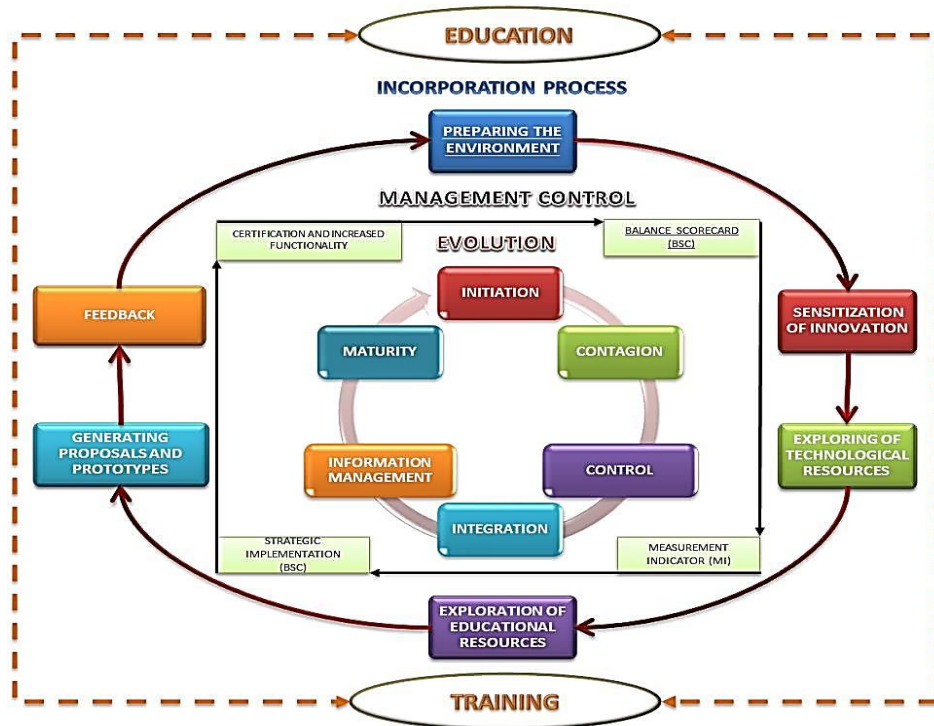 EDUCATION
INCORPORATION PROCESS
PREPARING THE
ENVIRONMENT
MANAGEMENT CONTROL
CERTIFICATION AND INCREASED
FUNCTIONALITY
BALANCE SCORECARD
(BSC)
EVOLUTION
INITIATION
FEEDBACK
SENSITIZATION
OF INNOVATION
MATURITY
CONTAGION
GENERATING
PROPOSALS AND
PROTOTYPES
EXPLORING OF
TECHNOLOGICAL
RESOURCES
INFORMATION
MANAGEMENT
CONTROL
INTEGRATION
STRATEGIC
IMPLEMENTATION
(BSC)
MEASUREMENT
INDICATOR (MI)
EXPLORATION OF
EDUCATIONAL
RESOURCES
TRAINING